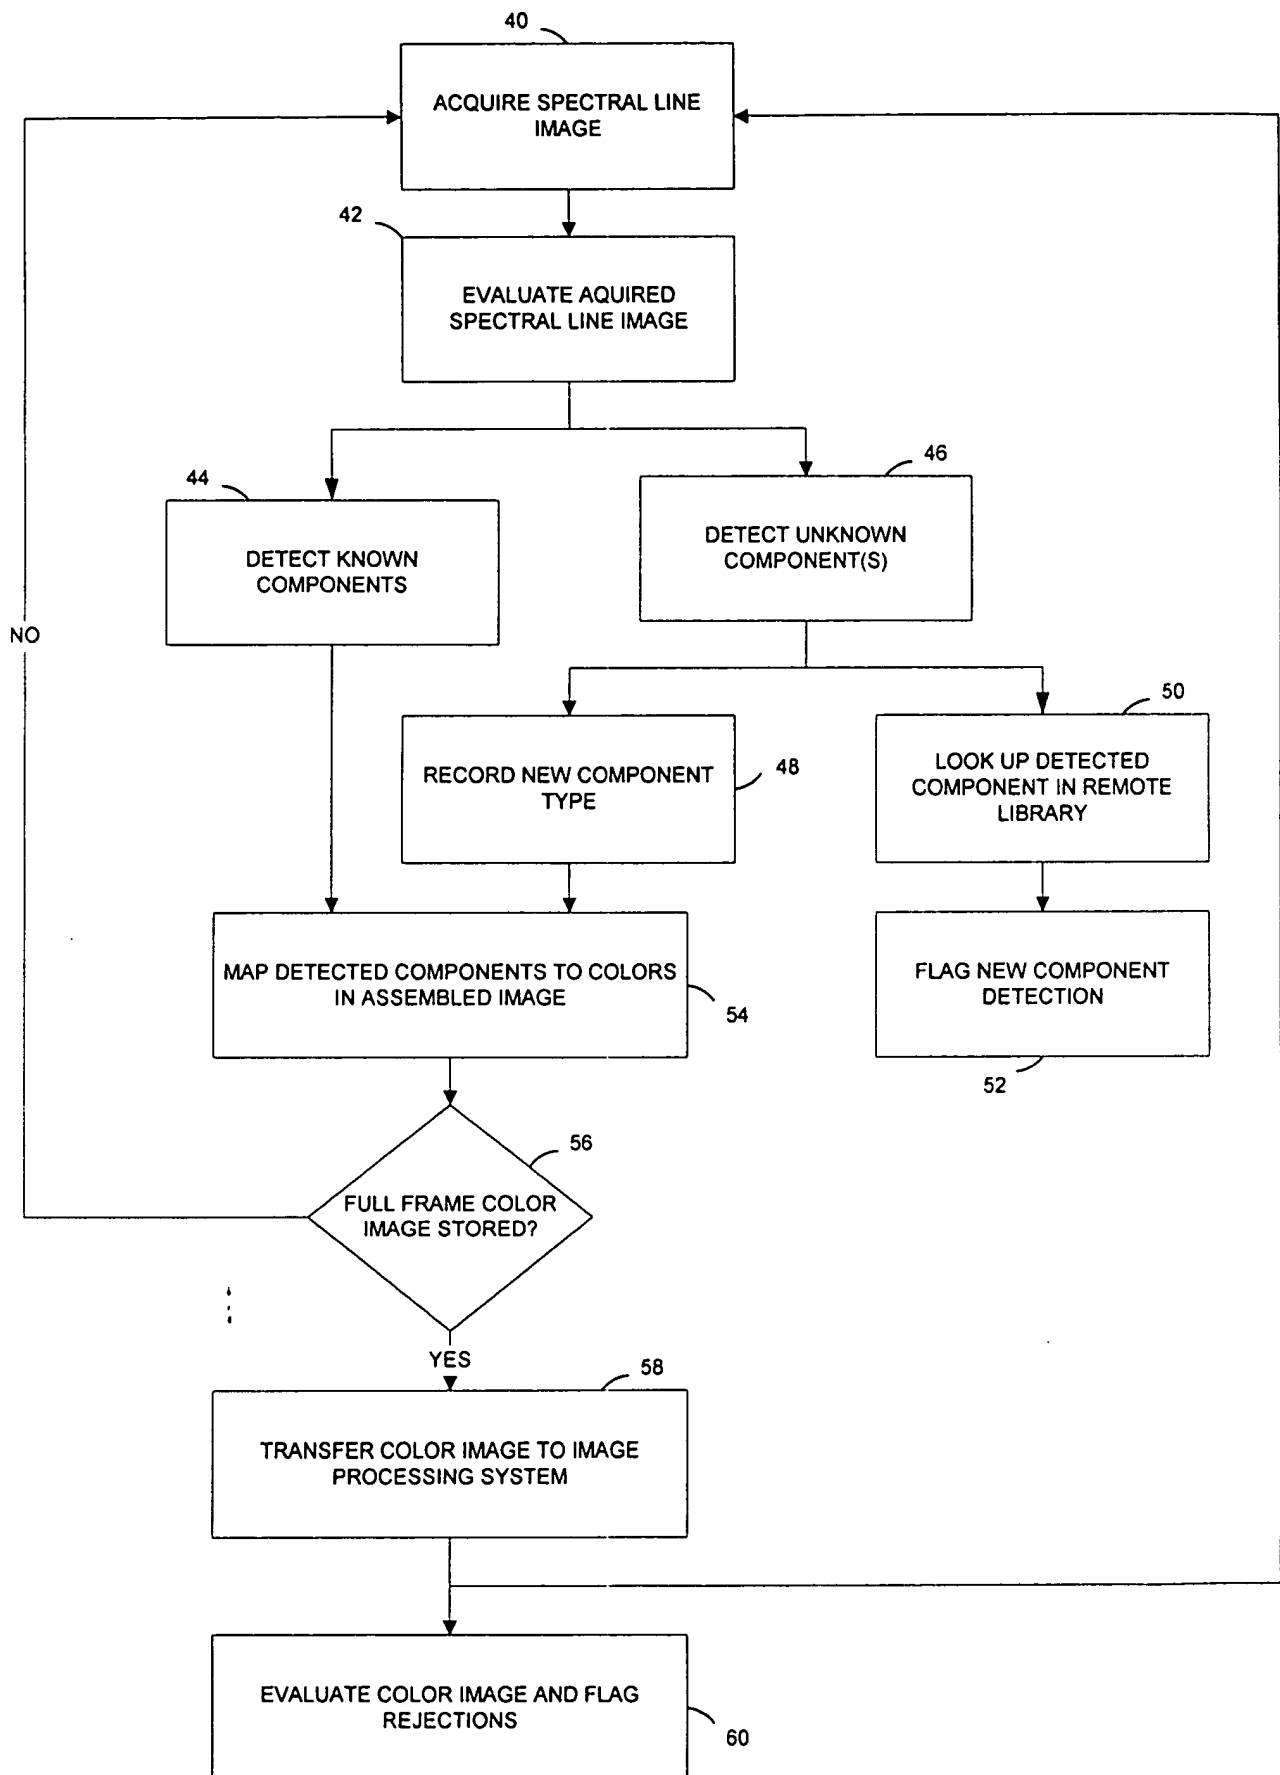 40
ACQUIRE SPECTRAL LINE
IMAGE
42
EVALUATE AQUIRED
SPECTRAL LINE IMAGE
44
DETECT KNOWN
COMPONENTS
46
DETECT UNKNOWN
COMPONENT(S)
NO
48
RECORD NEW COMPONENT
TYPE
50
LOOK UP DETECTED
COMPONENT IN REMOTE
LIBRARY
MAP DETECTED COMPONENTS TO COLORS
IN ASSEMBLED IMAGE
54
FLAG NEW COMPONENT
DETECTION
52
56
FULL FRAME COLOR
IMAGE STORED?
YES
58
TRANSFER COLOR IMAGE TO IMAGE
PROCESSING SYSTEM
EVALUATE COLOR IMAGE AND FLAG
REJECTIONS
60